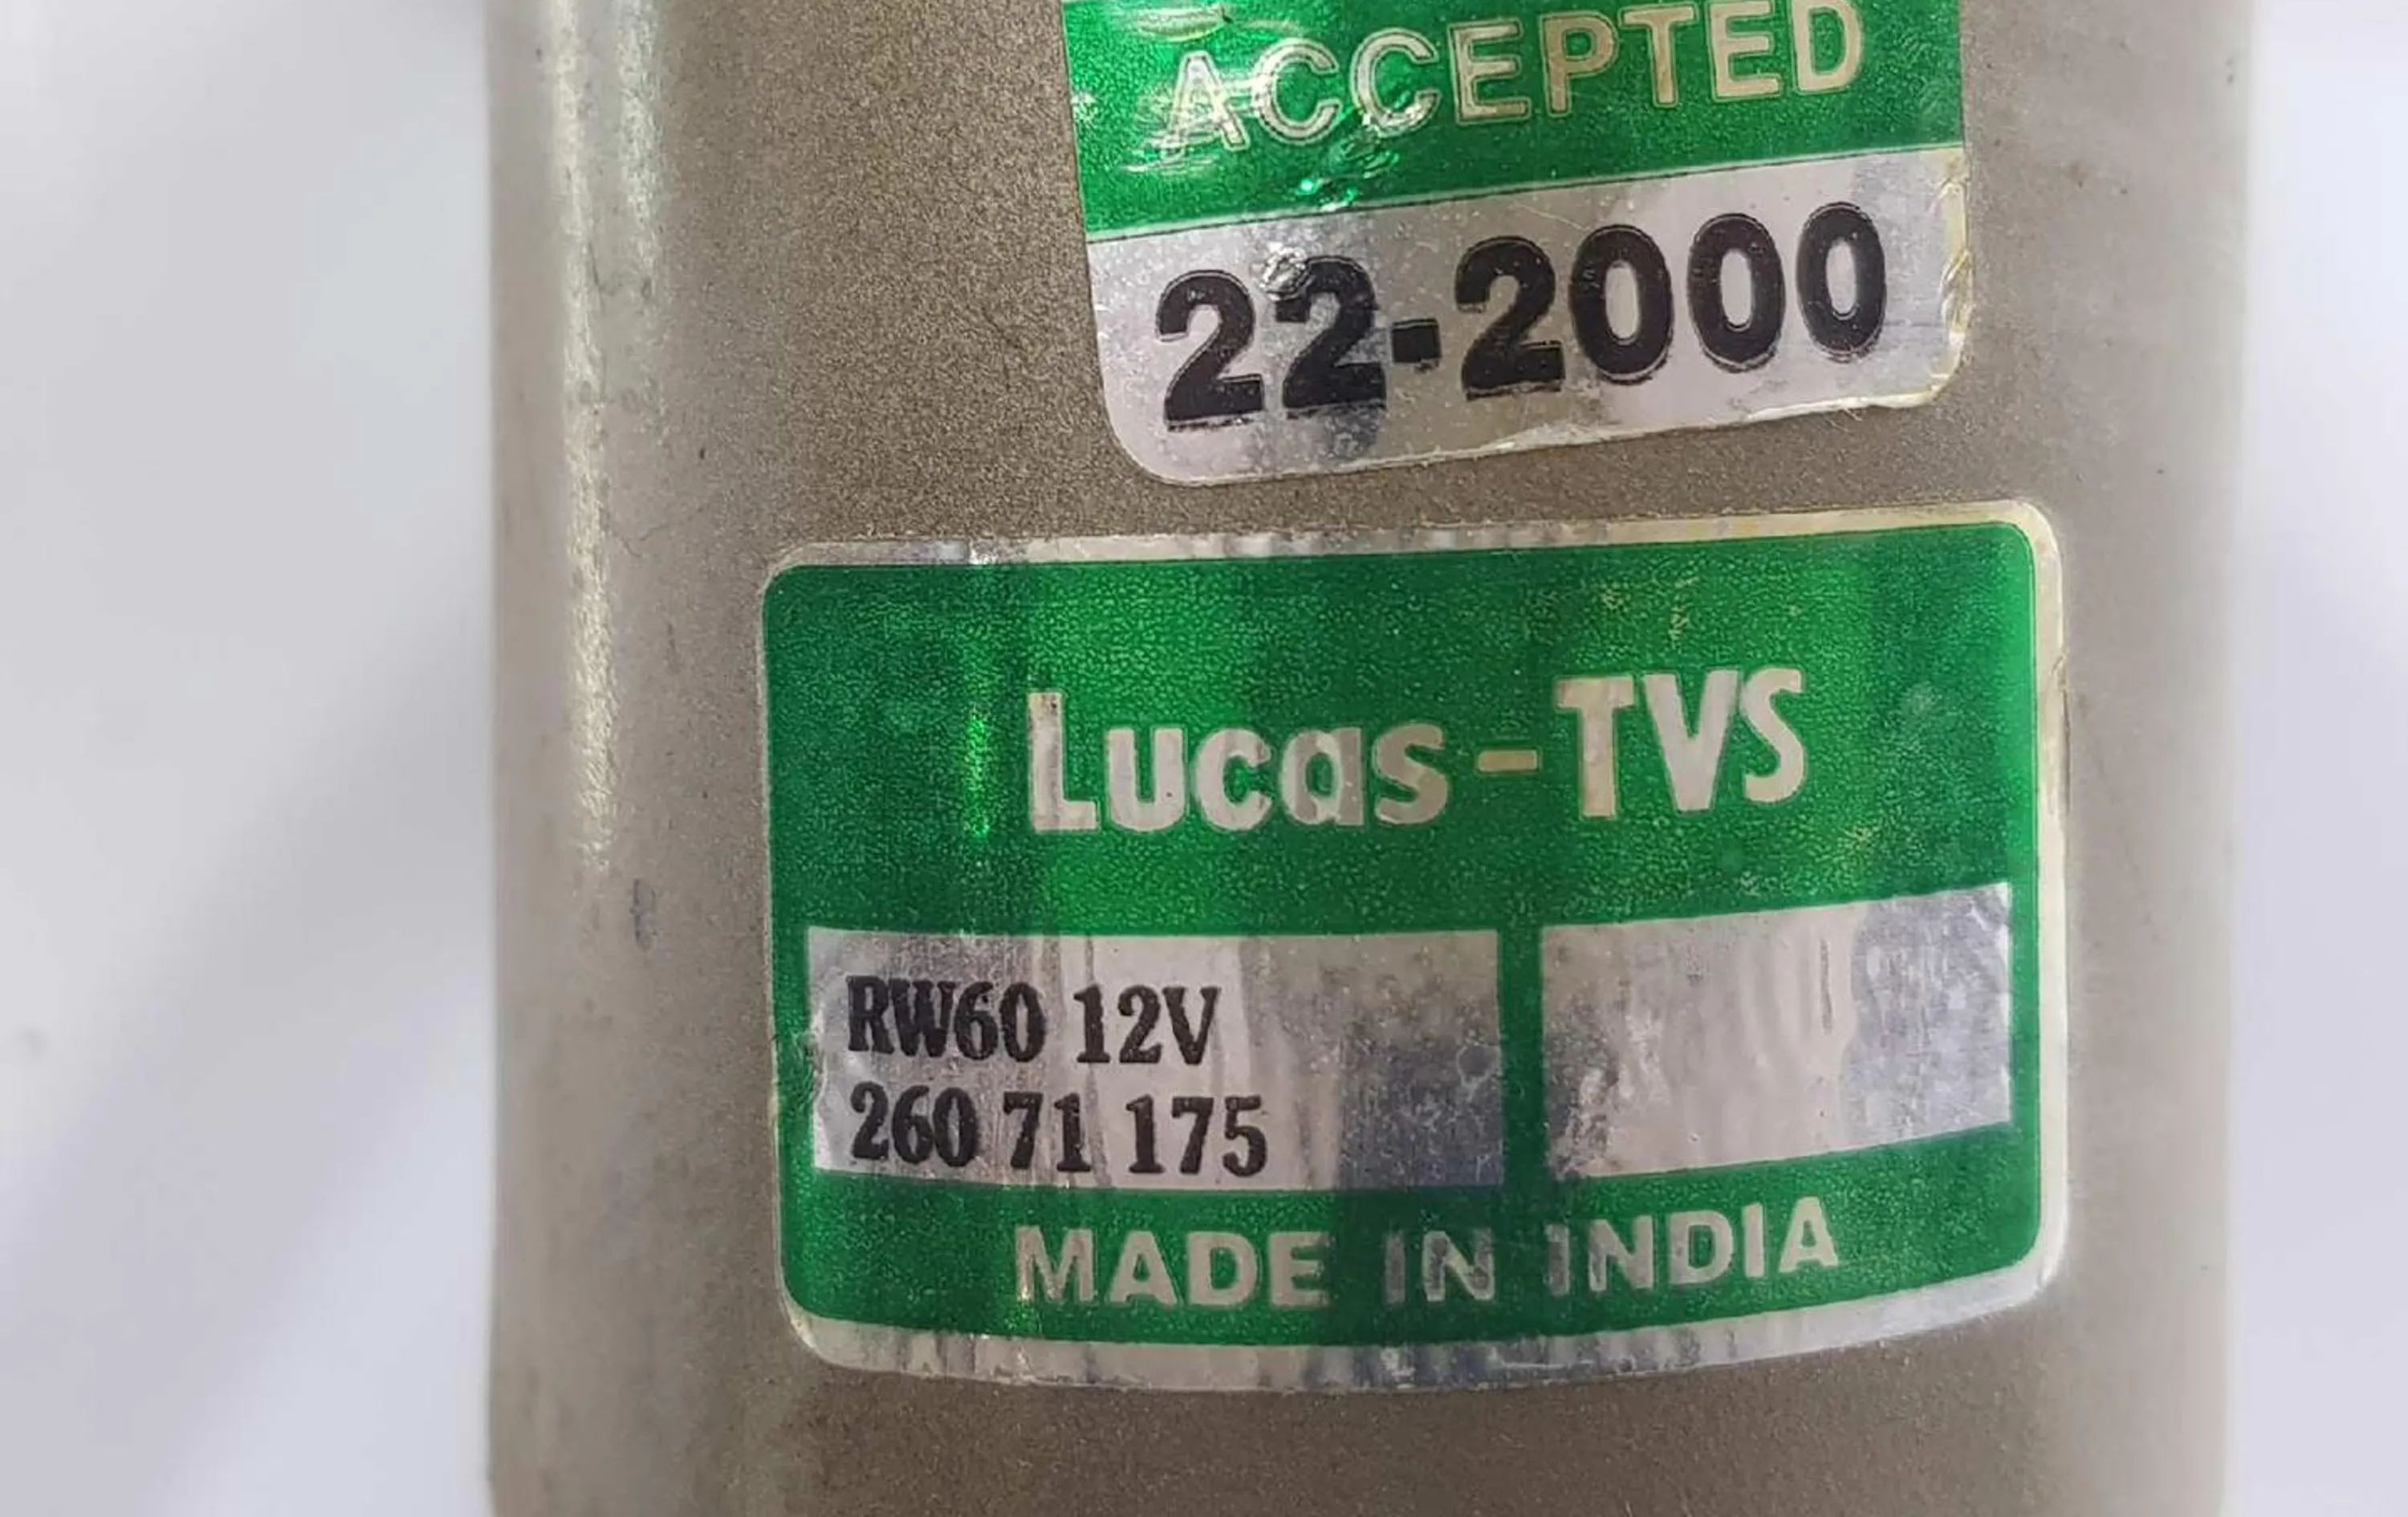 ACCEPTED
22-2000
Lucas-TVS
RW60 12V
260 71 175
MADE IN INDIA